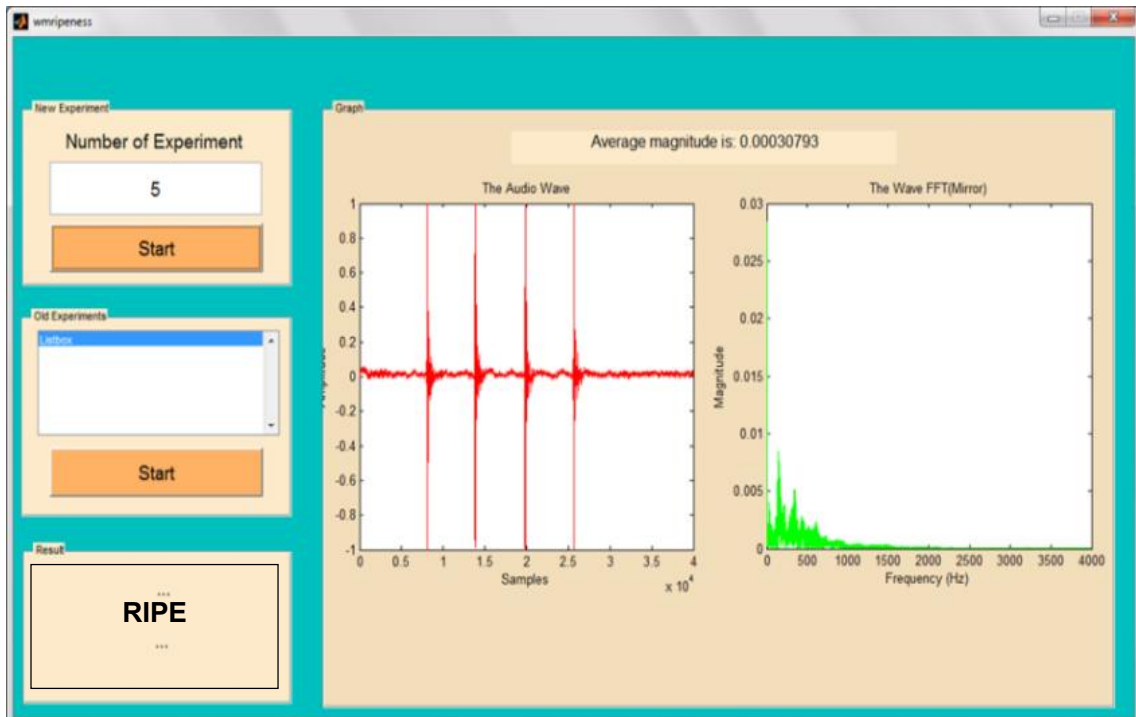 wmripeness
New Experiment
Number of Experiment
5
Start
Old Experiments
Listbox
Start
Result
...
RIPE
...
Graph
Average magnitude is: 0.00030793
The Audio Wave
1
0.8
0.6
0.4
0.2
0
-0.2
-0.4
-0.6
-0.8
-1
Amplitude
0 0.5 1 1.5 2 2.5 3 3.5 4
Samples
x 10^4
The Wave FFT(Mirror)
0.03
0.025
0.02
0.015
0.01
0.005
0
Magnitude
0 500 1000 1500 2000 2500 3000 3500 4000
Frequency (Hz)